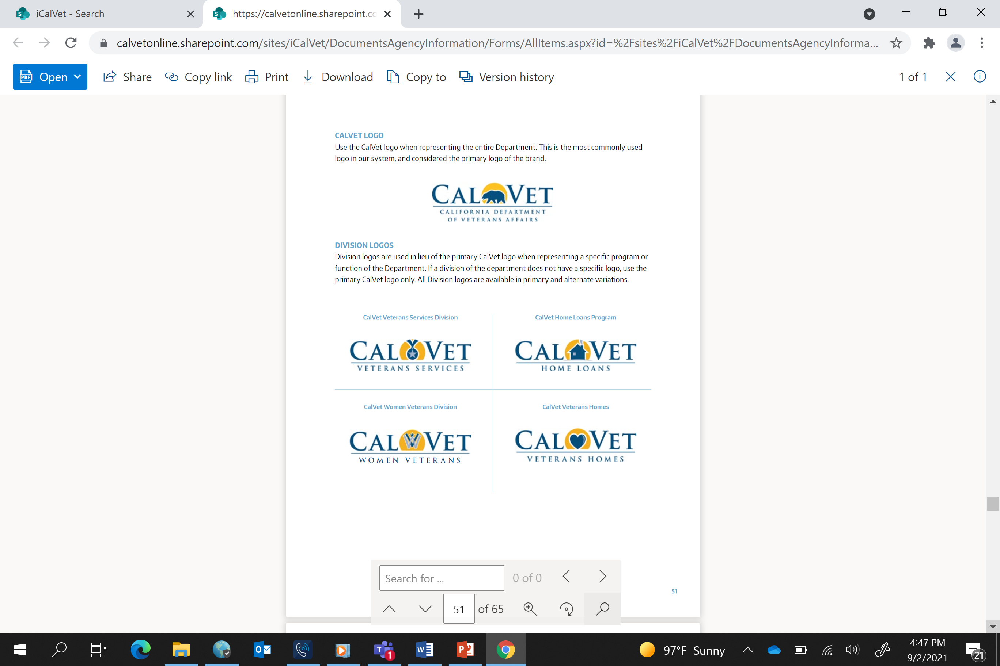 iCalVet - Search
https://calvetonline.sharepoint.co
calvetonline.sharepoint.com/sites/iCalVet/DocumentsAgencyInformation/Forms/AllItems.aspx?id=%2Fsites%2FiCalVet%2FDocumentsAgencyInforma...
PDF Open Share Copy link Print Download Copy to Version history 1 of 1
CALVET LOGO
Use the CalVet logo when representing the entire Department. This is the most commonly used
logo in our system, and considered the primary logo of the brand.
CALVET
CALIFORNIA DEPARTMENT
OF VETERANS AFFAIRS
DIVISION LOGOS
Division logos are used in lieu of the primary CalVet logo when representing a specific program or
function of the Department. If a division of the department does not have a specific logo, use the
primary CalVet logo only. All Division logos are available in primary and alternate variations.
CalVet Veterans Services Division
CALVET
VETERANS SERVICES
CalVet Home Loans Program
CALVET
HOME LOANS
CalVet Women Veterans Division
CALVET
WOMEN VETERANS
CalVet Veterans Homes
CALVET
VETERANS HOMES
Search for ... 0 of 0
51 of 65
51
97°F Sunny
4:47 PM
9/2/2021
1
21